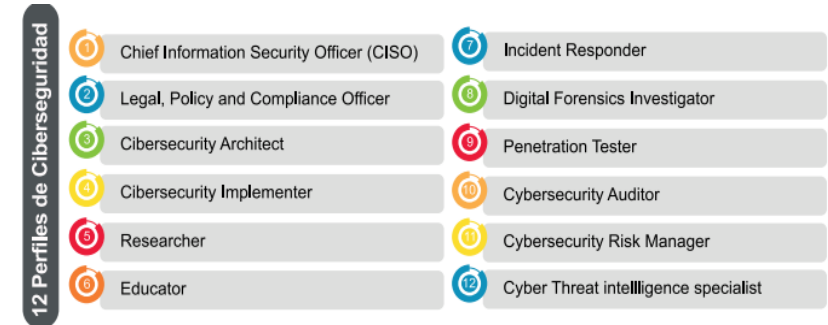 12 Perfiles de Ciberseguridad
1 Chief Information Security Officer (CISO)
2 Legal, Policy and Compliance Officer
3 Cibersecurity Architect
4 Cibersecurity Implementer
5 Researcher
6 Educator
7 Incident Responder
8 Digital Forensics Investigator
9 Penetration Tester
10 Cybersecurity Auditor
11 Cybersecurity Risk Manager
12 Cyber Threat intellligence specialist